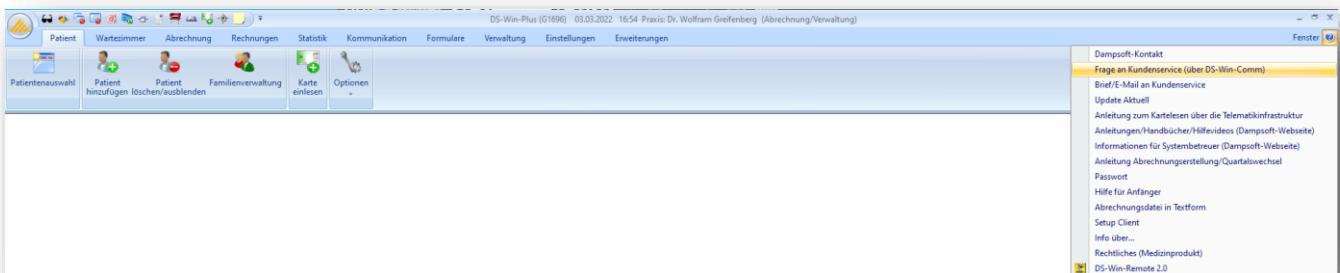 DS-Win-Plus (G1696) 03.03.2022 16:54 Praxis: Dr. Wolfram Greifenberg (Abrechnung/Verwaltung)
Patient Wartezimmer Abrechnung Rechnungen Statistik Kommunikation Formulare Verwaltung Einstellungen Erweiterungen Fenster
Patientenauswahl Patient hinzufügen Patient löschen/ausblenden Familienverwaltung Karte einlesen Optionen
Dampsoft-Kontakt
Frage an Kundenservice (über DS-Win-Comm)
Brief/E-Mail an Kundenservice
Update Aktuell
Anleitung zum Kartelesen über die Telematikinfrastruktur
Anleitungen/Handbücher/Hilfevideos (Dampsoft-Webseite)
Informationen für Systembetreuer (Dampsoft-Webseite)
Anleitung Abrechnungserstellung/Quartalswechsel
Passwort
Hilfe für Anfänger
Abrechnungsdatei in Textform
Setup Client
Info über...
Rechtliches (Medizinprodukt)
DS-Win-Remote 2.0